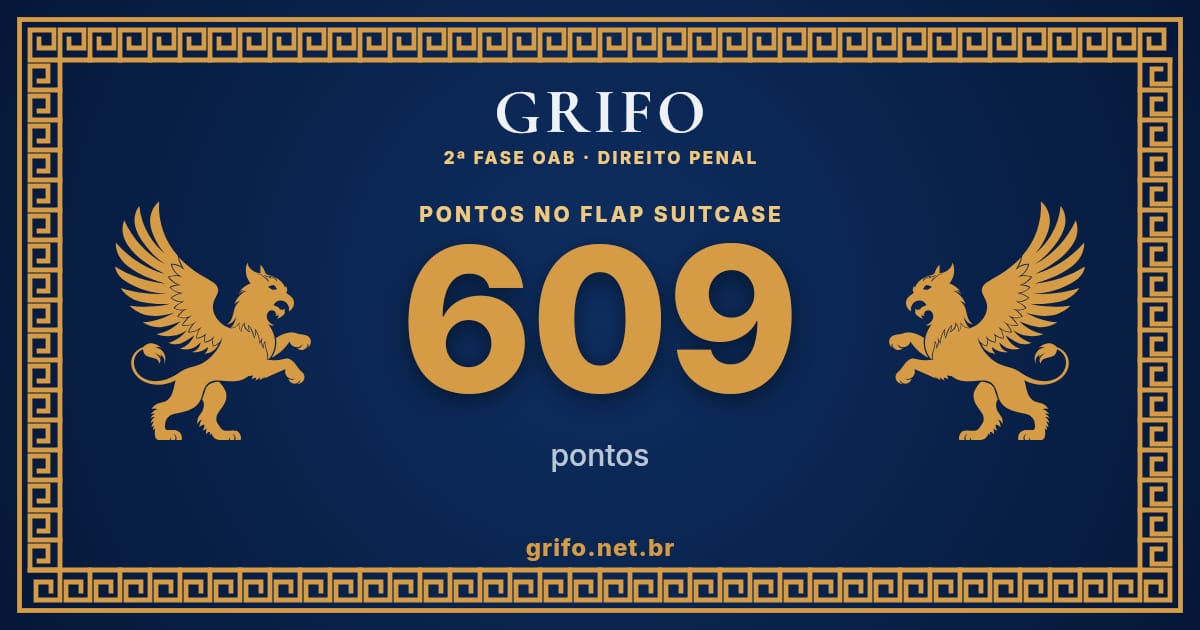 GRIFO
2ª FASE OAB · DIREITO PENAL
PONTOS NO FLAP SUITCASE
609
pontos
grifo.net.br